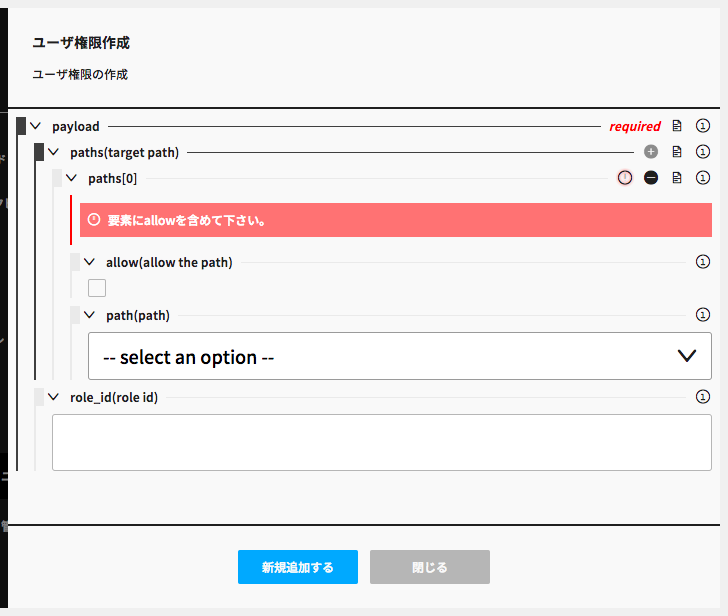 ユーザ権限作成
ユーザ権限の作成
payload required
paths(target path)
paths[0]
要素にallowを含めて下さい。
allow(allow the path)
path(path)
-- select an option --
role_id(role id)
新規追加する 閉じる